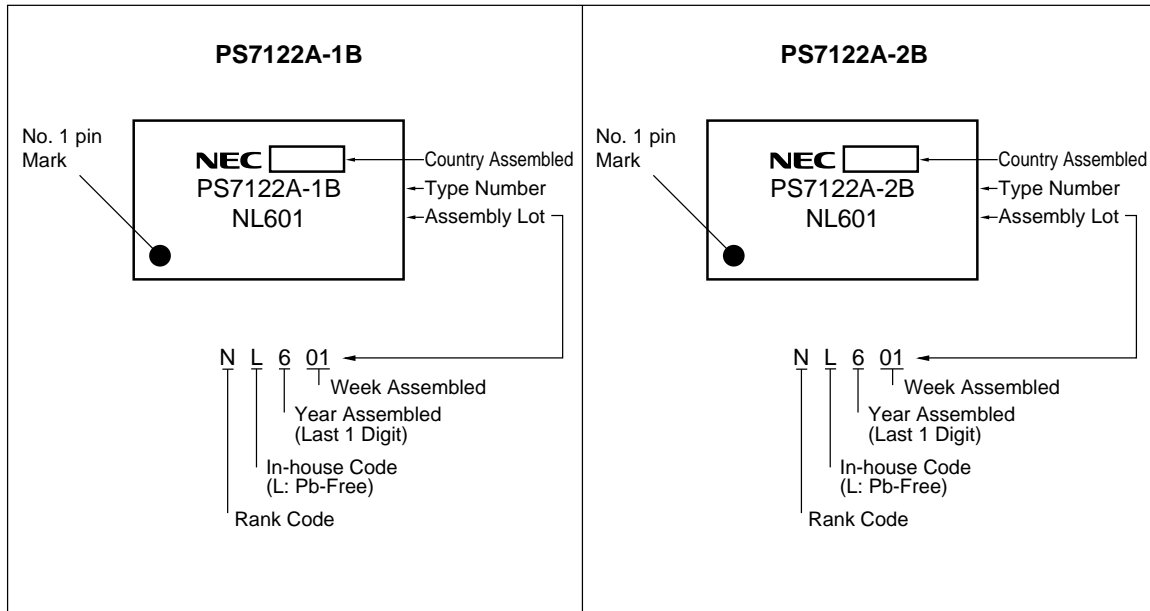 PS7122A-1B
No. 1 pin
Mark
NEC
Country Assembled
PS7122A-1B
Type Number
NL601
Assembly Lot
N L 6 01
Week Assembled
Year Assembled
(Last 1 Digit)
In-house Code
(L: Pb-Free)
Rank Code
PS7122A-2B
No. 1 pin
Mark
NEC
Country Assembled
PS7122A-2B
Type Number
NL601
Assembly Lot
N L 6 01
Week Assembled
Year Assembled
(Last 1 Digit)
In-house Code
(L: Pb-Free)
Rank Code